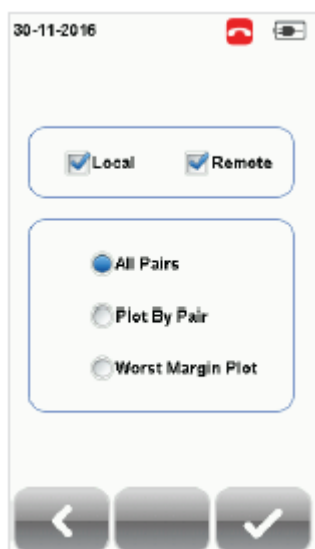 30-11-2016
Local Remote
All Pairs
Plot By Pair
Worst Margin Plot